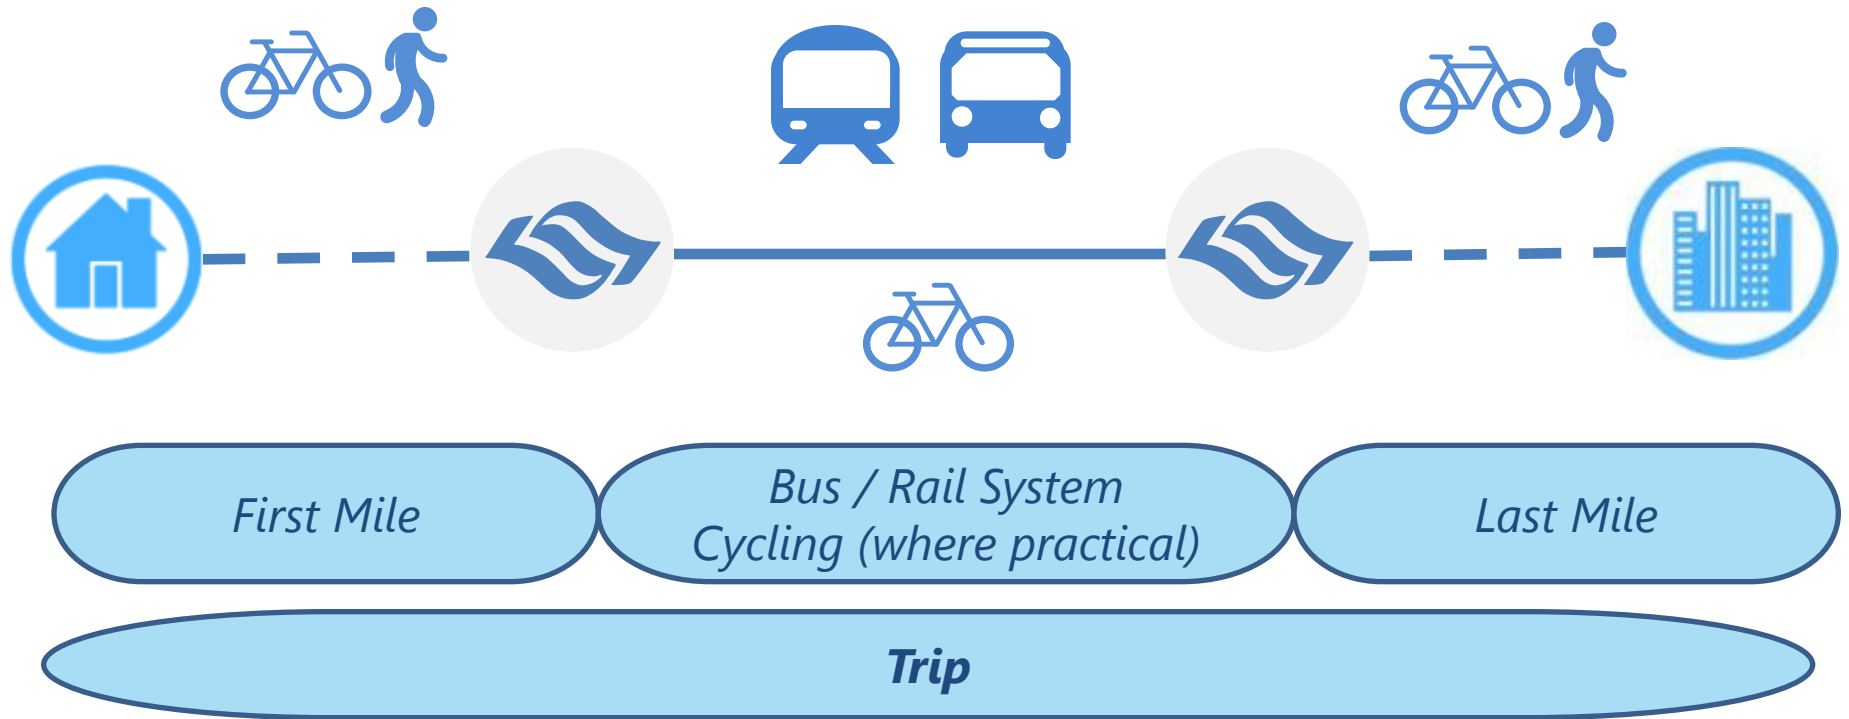 First Mile
Bus / Rail System
Cycling (where practical)
Last Mile
Trip